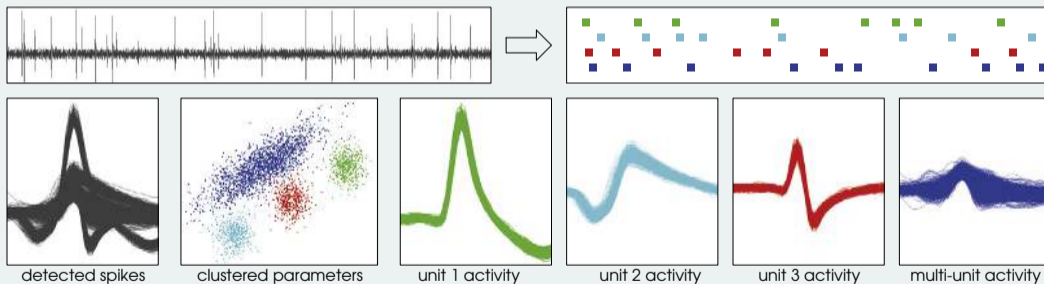 detected spikes
clustered parameters
unit 1 activity
unit 2 activity
unit 3 activity
multi-unit activity